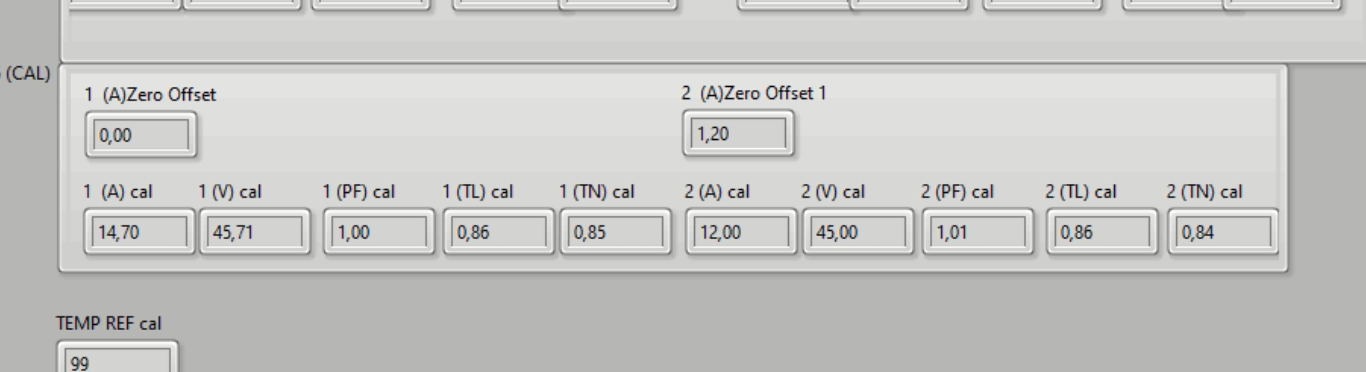 (CAL)
1 (A)Zero Offset 2 (A)Zero Offset 1
0,00 1,20
1 (A) cal 1 (V) cal 1 (PF) cal 1 (TL) cal 1 (TN) cal 2 (A) cal 2 (V) cal 2 (PF) cal 2 (TL) cal 2 (TN) cal
14,70 45,71 1,00 0,86 0,85 12,00 45,00 1,01 0,86 0,84
TEMP REF cal
99